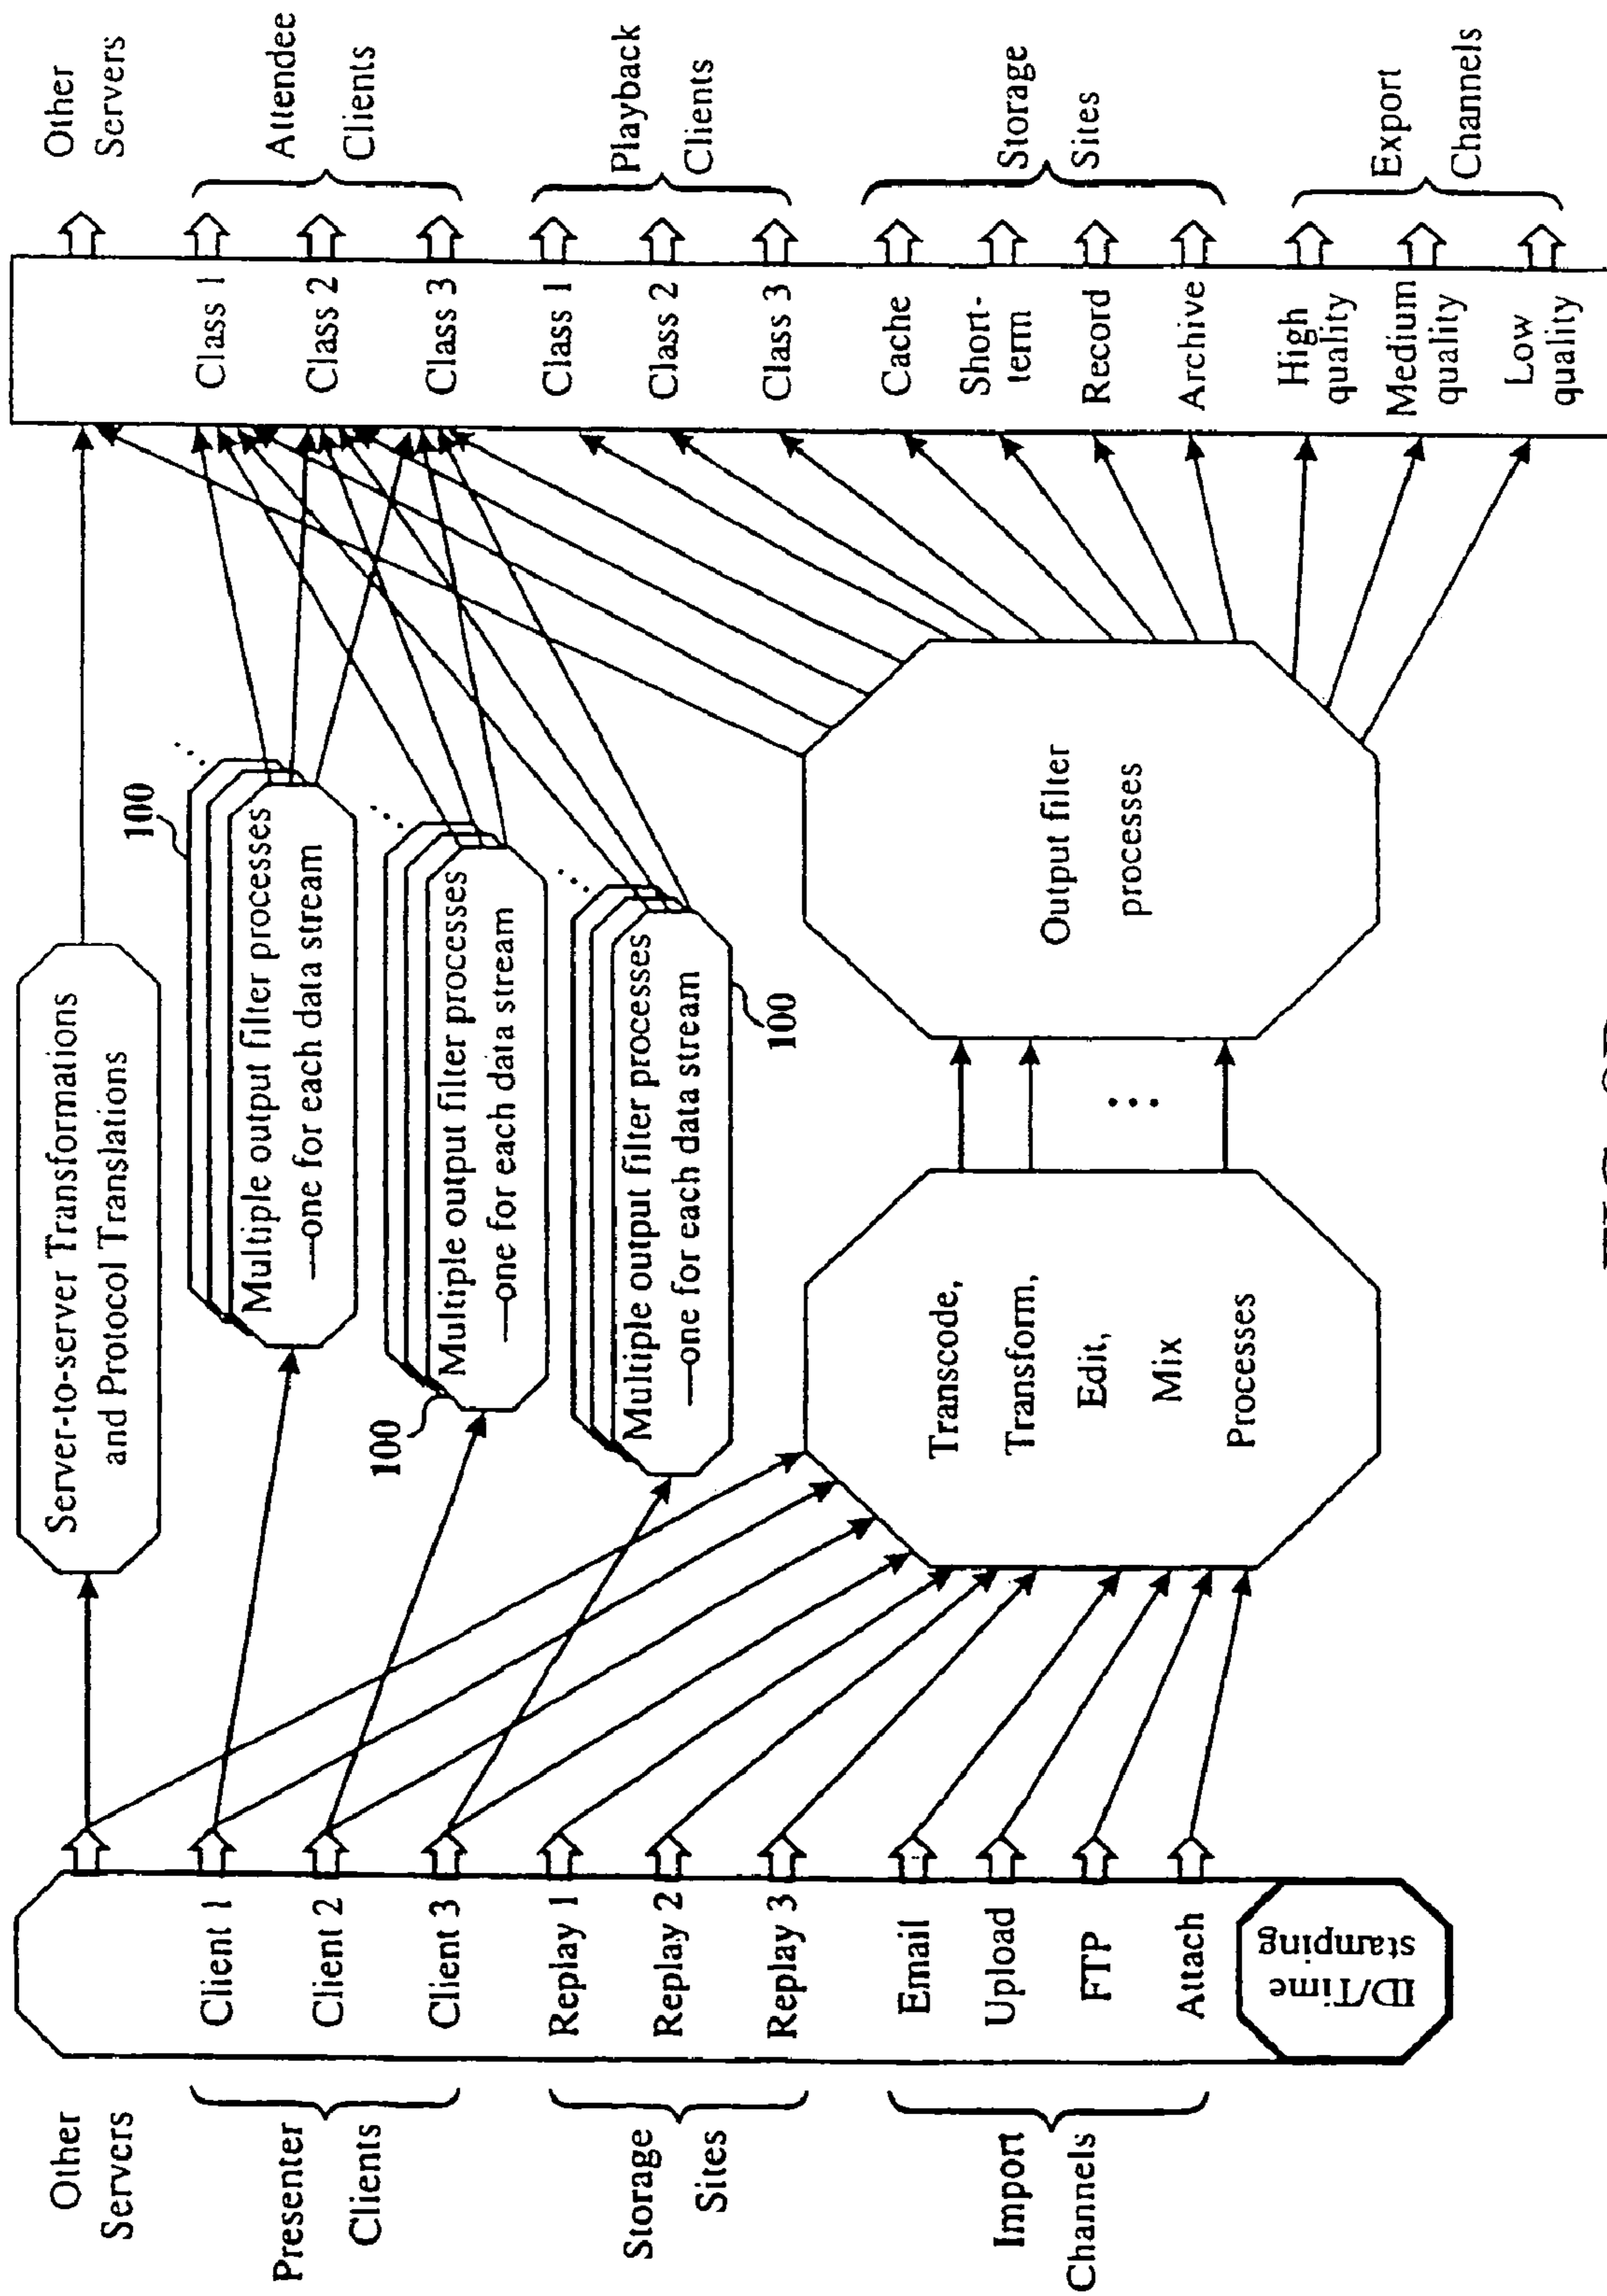 Other
Servers
Presenter
Clients
Storage
Sites
Import
Channels
Client 1
Client 2
Client 3
Replay 1
Replay 2
Replay 3
Email
Upload
FTP
Attach
ID/Time
stamping
Server-to-server Transformations
and Protocol Translations
100
Multiple output filter processes
—one for each data stream
100
Multiple output filter processes
—one for each data stream
Multiple output filter processes
—one for each data stream
100
Transcode,
Transform,
Edit,
Mix
Processes
...
Output filter
processes
Class 1
Class 2
Class 3
Class 1
Class 2
Class 3
Cache
Short-
term
Record
Archive
High
quality
Medium
quality
Low
quality
Other
Servers
Attendee
Clients
Playback
Clients
Storage
Sites
Export
Channels